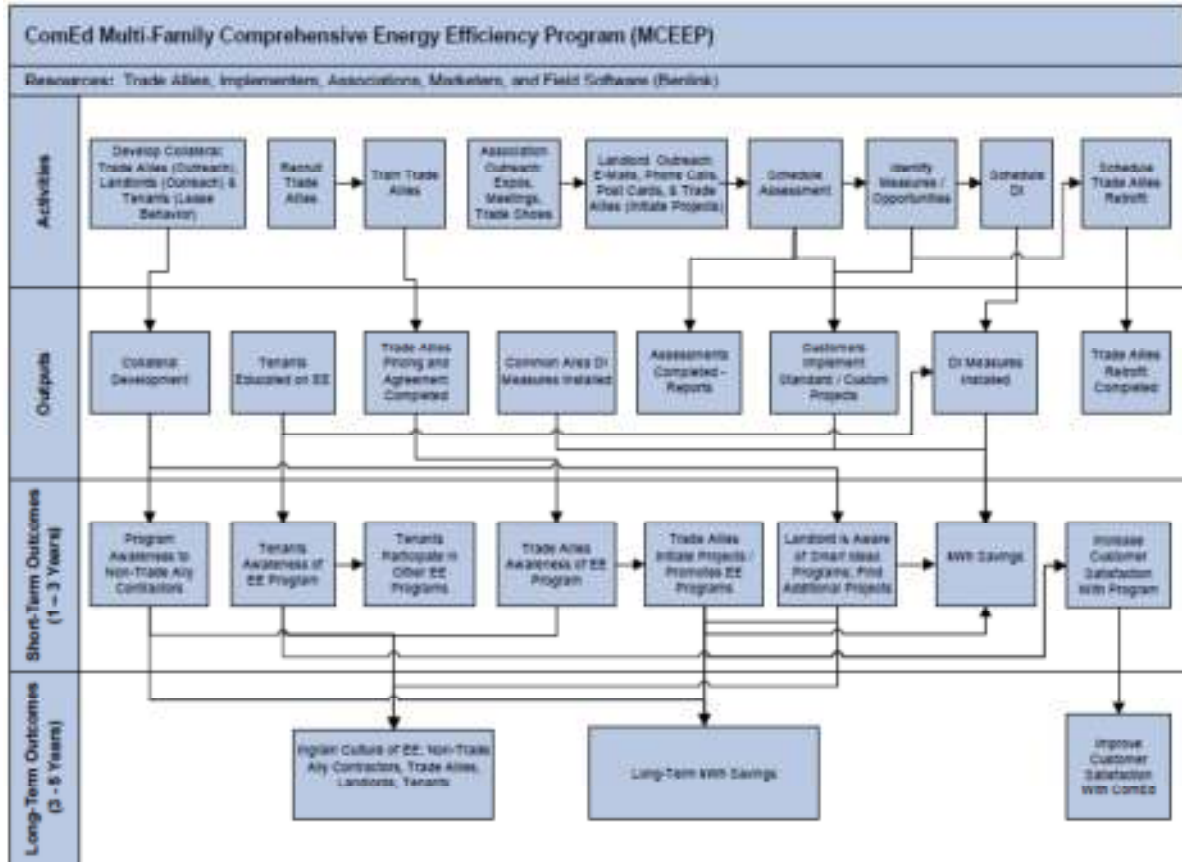 ComEd Multi-Family Comprehensive Energy Efficiency Program (MCEEP)
Resources: Trade Allies, Implementers, Associations, Marketers, and Field Software
Activities
Develop Collateral:
Trade Allies (Outreach),
Landlords (Outreach) &
Tenants (Lease
Behavior)
Recruit
Trade
Allies
Train Trade
Allies
Association
Outreach
Expos,
Meetings,
Trade Shows
Landlord Outreach
E-Mails, Phone Calls,
Post Cards, & Trade
Allies (Initiate Projects)
Schedule
Assessment
Identify
Measures /
Opportunities
Schedule
DI
Schedule
Trade Allies
Retrofit
Outputs
Collateral
Development
Tenants
Educated on EE
Trade Allies
Pricing and
Agreement
Completed
Common Area DI
Measures Installed
Assessments
Completed -
Reports
Customers
Implement
Standard / Custom
Projects
DI Measures
Installed
Trade Allies
Retrofit
Completed
Short-Term Outcomes
(1 – 3 Years)
Program
Awareness to
Non-Trade Ally
Contractors
Tenants
Awareness of
EE Program
Tenants
Participate in
Other EE
Programs
Trade Allies
Awareness of EE
Program
Trade Allies
Initiate Projects /
Promotes EE
Programs
Landlord is Aware
of Smart Ideas
Programs, Find
Additional Projects
kWh Savings
Increase
Customer
Satisfaction
With Program
Long-Term Outcomes
(3 - 5 Years)
Ingrain Culture of EE, Non-Trade
Ally Contractors, Trade Allies,
Landlords, Tenants
Long-Term kWh Savings
Improve
Customer
Satisfaction
With ComEd